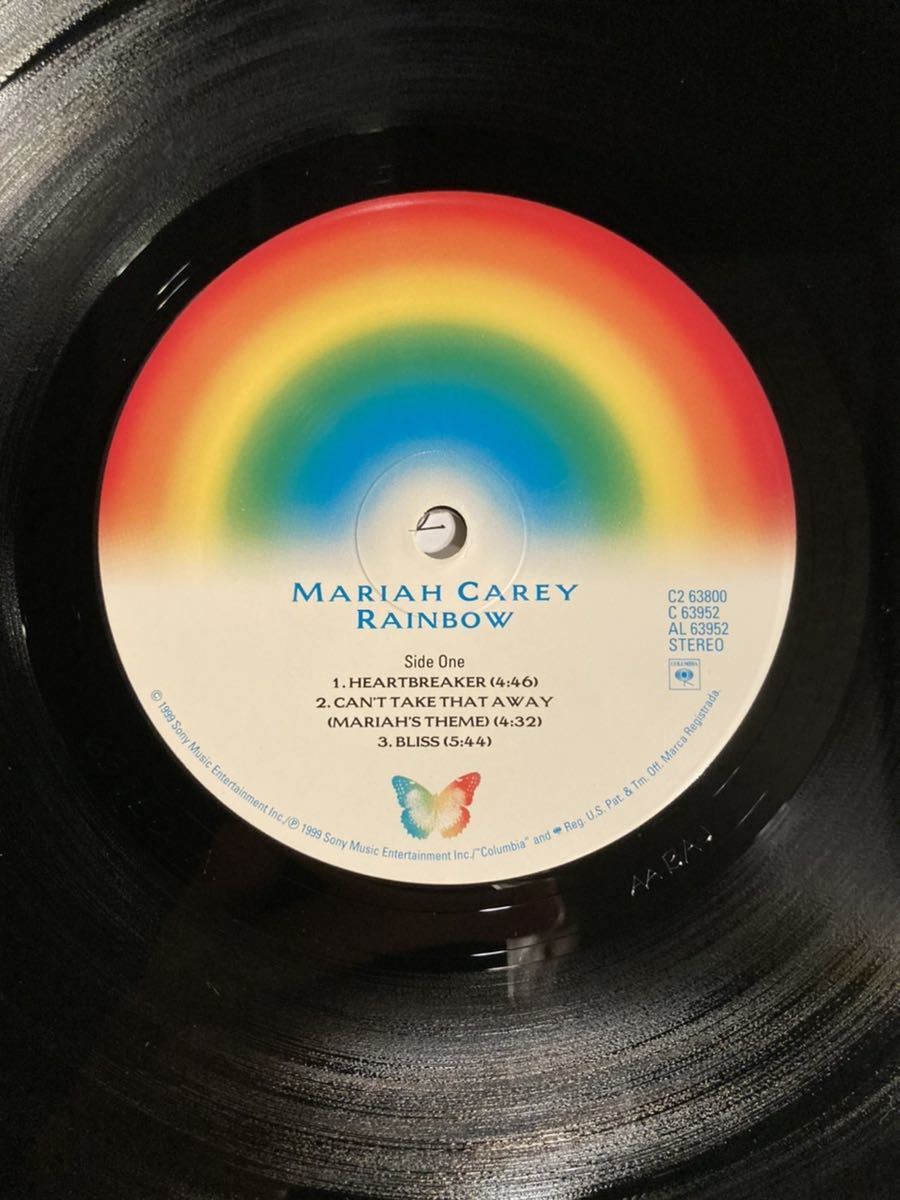 MARIAH CAREY
RAINBOW
C2 63800
C 63952
AL 63952
STEREO
COLUMBIA
Side One
1. HEARTBREAKER (4:46)
2. CAN'T TAKE THAT AWAY
(MARIAH'S THEME) (4:32)
3. BLISS (5:44)
© 1999 Sony Music Entertainment Inc./℗ 1999 Sony Music Entertainment Inc./"Columbia" and Reg. U.S. Pat. & Tm. Off. Marca Registrada.